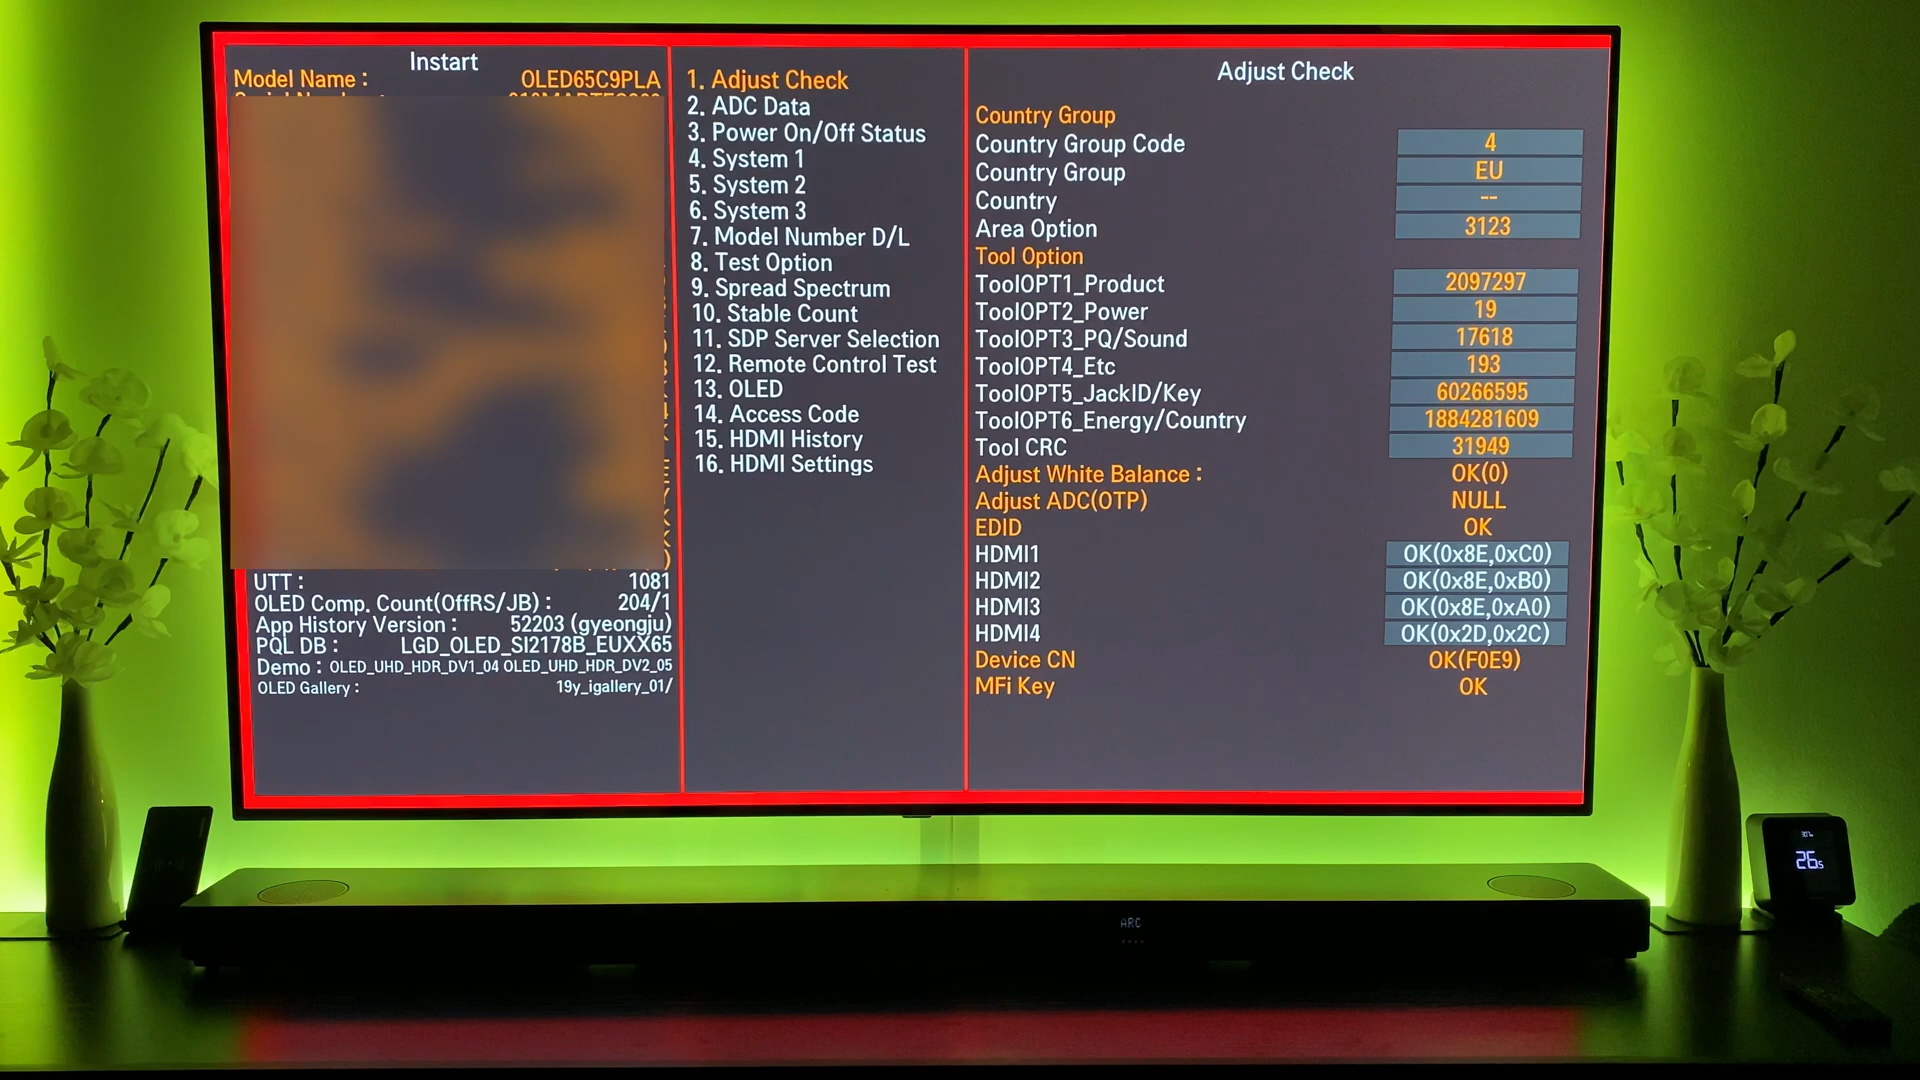 Instart
Model Name : OLED65C9PLA
UTT : 1081
OLED Comp. Count(OffRS/JB) : 204/1
App History Version : 52203 (gyeongju)
PQL DB : LGD_OLED_SI2178B_EUXX65
Demo : OLED_UHD_HDR_DV1_04 OLED_UHD_HDR_DV2_05
OLED Gallery : 19y_igallery_01/
1. Adjust Check
2. ADC Data
3. Power On/Off Status
4. System 1
5. System 2
6. System 3
7. Model Number D/L
8. Test Option
9. Spread Spectrum
10. Stable Count
11. SDP Server Selection
12. Remote Control Test
13. OLED
14. Access Code
15. HDMI History
16. HDMI Settings
Adjust Check
Country Group
Country Group Code 4
Country Group EU
Country --
Area Option 3123
Tool Option
ToolOPT1_Product 2097297
ToolOPT2_Power 19
ToolOPT3_PQ/Sound 17618
ToolOPT4_Etc 193
ToolOPT5_JackID/Key 60266595
ToolOPT6_Energy/Country 1884281609
Tool CRC 31949
Adjust White Balance : OK(0)
Adjust ADC(OTP) NULL
EDID OK
HDMI1 OK(0x8E,0xC0)
HDMI2 OK(0x8E,0xB0)
HDMI3 OK(0x8E,0xA0)
HDMI4 OK(0x2D,0x2C)
Device CN OK(F0E9)
MFi Key OK
ARC
26